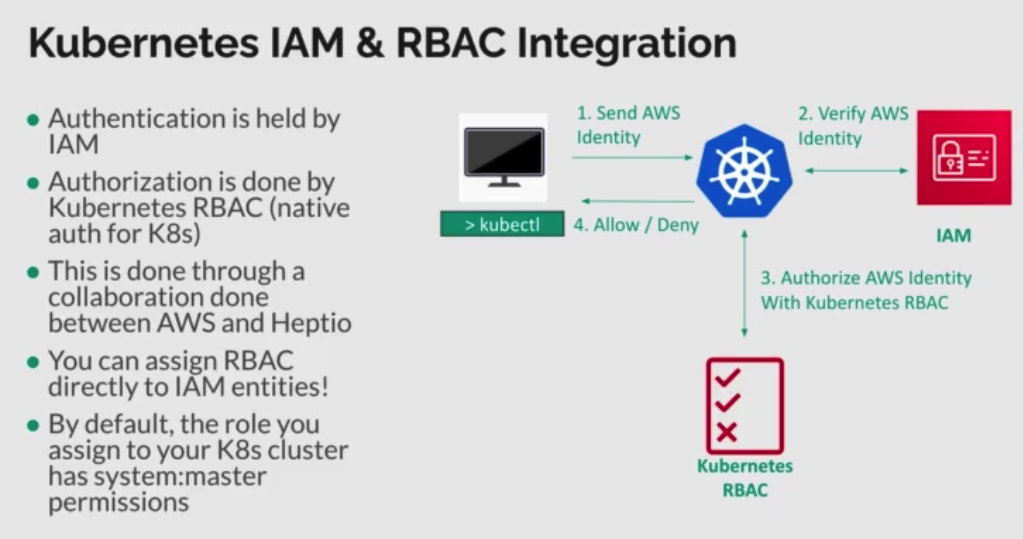 Kubernetes IAM & RBAC Integration
Authentication is held by
IAM
Authorization is done by
Kubernetes RBAC (native
auth for K8s)
This is done through a
collaboration done
between AWS and Heptio
You can assign RBAC
directly to IAM entities!
By default, the role you
assign to your K8s cluster
has system:master
permissions
1. Send AWS
Identity
2. Verify AWS
Identity
> kubectl
4. Allow / Deny
IAM
3. Authorize AWS Identity
With Kubernetes RBAC
Kubernetes
RBAC